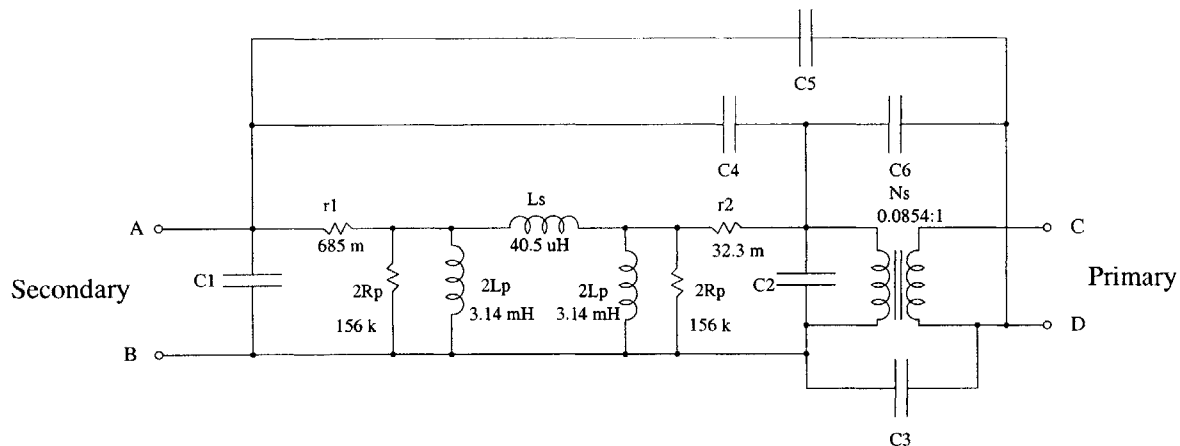 C5
C4
C6
Ns
0.0854:1
r1
Ls
r2
A
685 m
40.5 uH
32.3 m
C
C1
Secondary
2Rp
2Lp
2Lp
2Rp
C2
Primary
156 k
3.14 mH
3.14 mH
156 k
D
B
C3